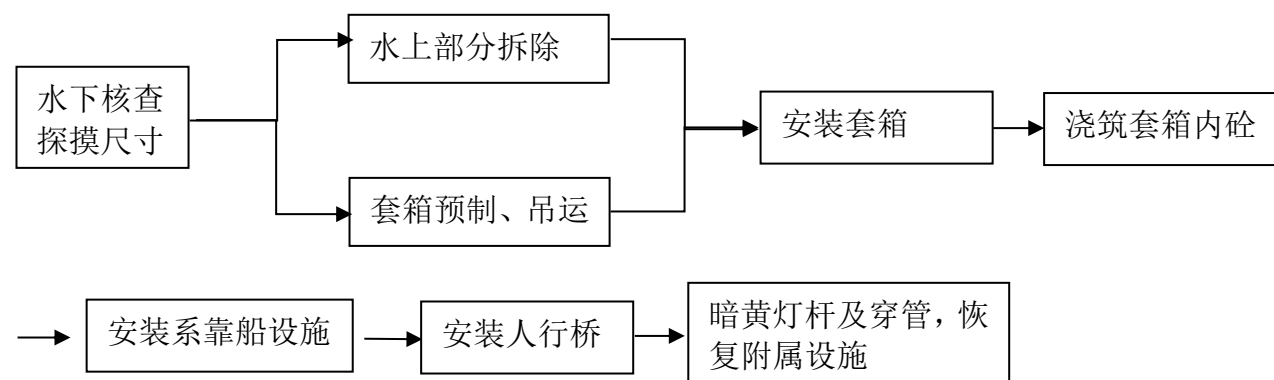 水下核查
探摸尺寸
水上部分拆除
套箱预制、吊运
安装套箱
浇筑套箱内砼
安装系靠船设施
安装人行桥
暗黄灯杆及穿管，恢
复附属设施